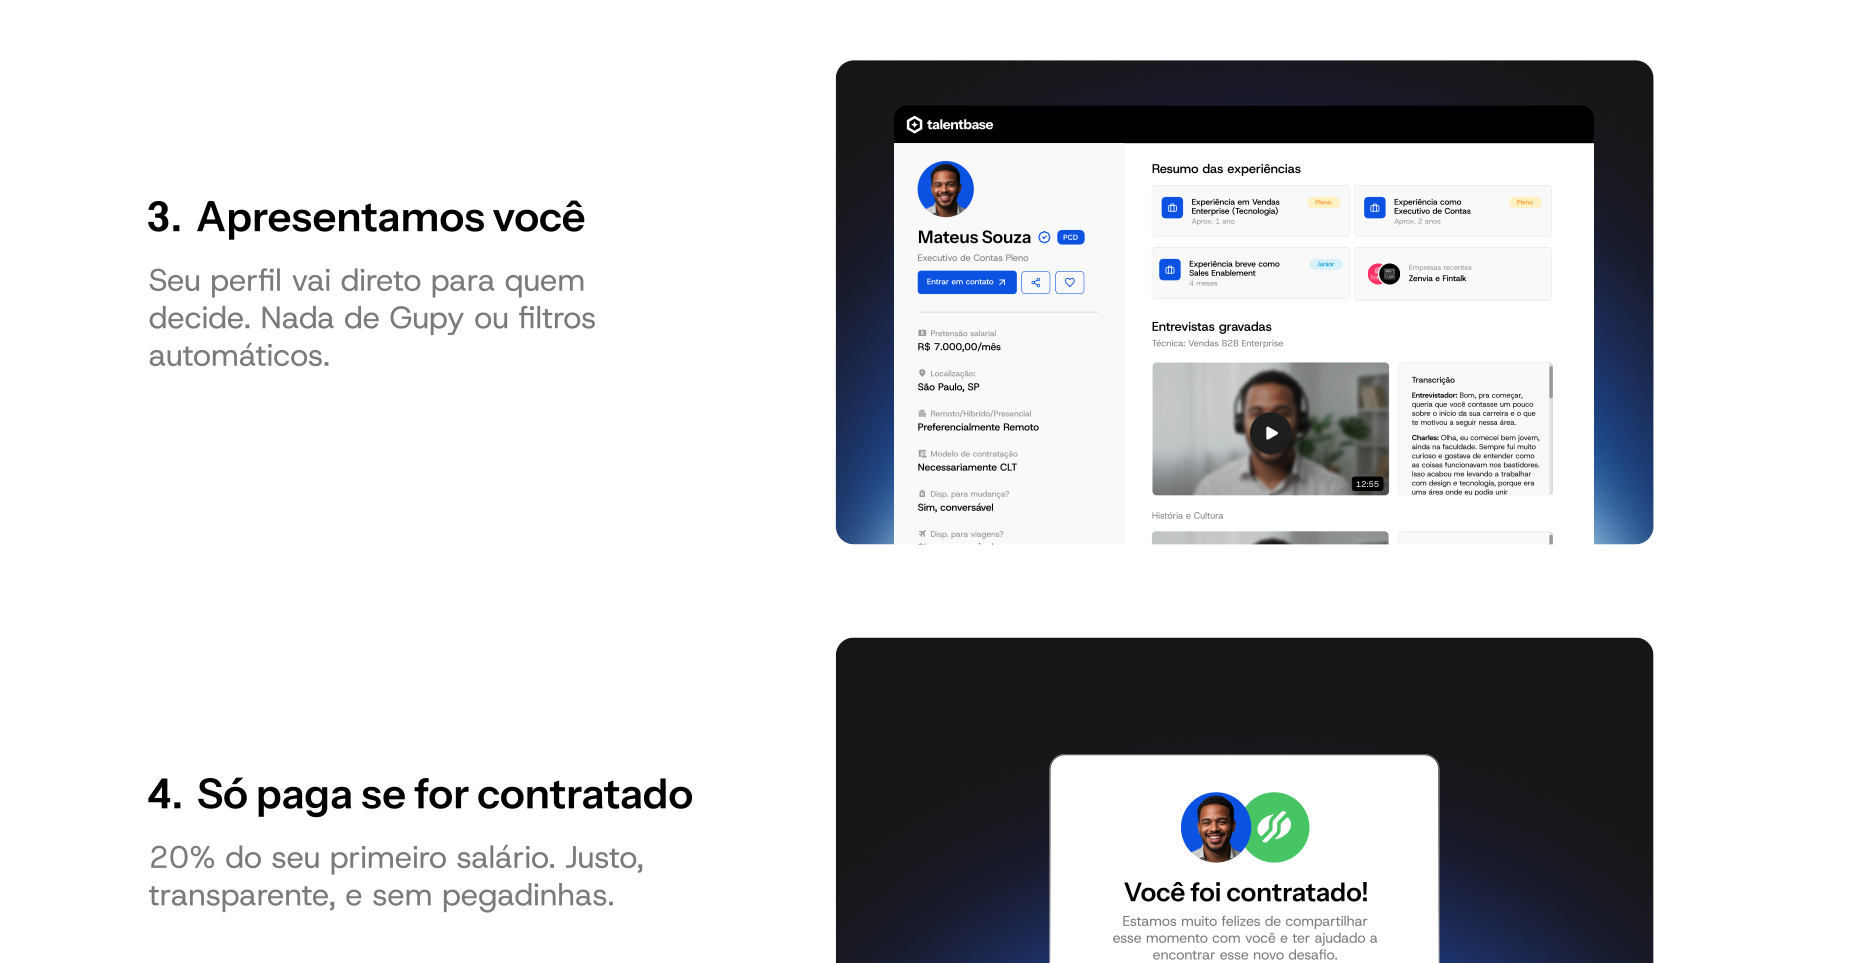 3. Apresentamos você
Seu perfil vai direto para quem
decide. Nada de Gupy ou filtros
automáticos.
talentbase
Mateus Souza
PCD
Executivo de Contas Pleno
Entrar em contato
Pretensão salarial
R$ 7.000,00/mês
Localização:
São Paulo, SP
Remoto/Híbrido/Presencial
Preferencialmente Remoto
Modelo de contratação
Necessariamente CLT
Disp. para mudança?
Sim, conversável
Disp. para viagens?
Resumo das experiências
Experiência em Vendas
Enterprise (Tecnologia)
Aprox. 1 ano
Pleno
Experiência como
Executivo de Contas
Aprox. 2 anos
Pleno
Experiência breve como
Sales Enablement
4 meses
Júnior
Empresas recentes
Zenvia e Fintalk
Entrevistas gravadas
Técnica: Vendas B2B Enterprise
12:55
Transcrição
Entrevistador: Bom, pra começar,
queria que você contasse um pouco
sobre o início da sua carreira e o que
te motivou a seguir nessa área.
Charles: Olha, eu comecei bem jovem,
ainda na faculdade. Sempre fui muito
curioso e gostava de entender como
as coisas funcionavam nos bastidores.
Isso acabou me levando a trabalhar
com design e tecnologia, porque era
uma área onde eu podia unir
História e Cultura
4. Só paga se for contratado
20% do seu primeiro salário. Justo,
transparente, e sem pegadinhas.
Você foi contratado!
Estamos muito felizes de compartilhar
esse momento com você e ter ajudado a
encontrar esse novo desafio.